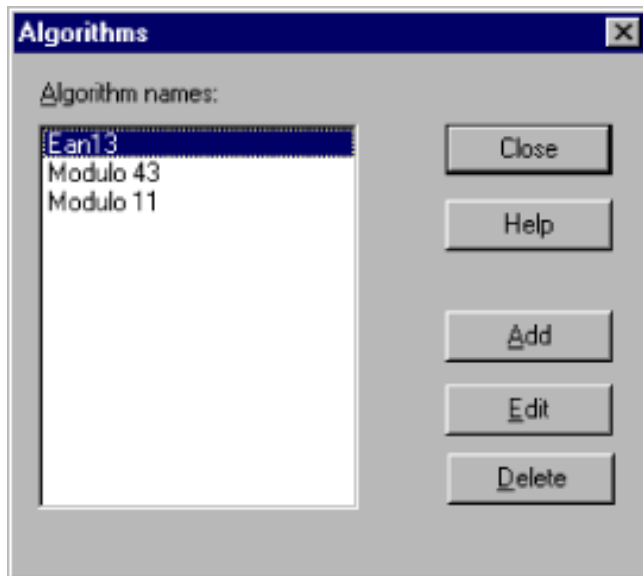 Algorithms
Algorithm names:
Ean13
Modulo 43
Modulo 11
Close
Help
Add
Edit
Delete